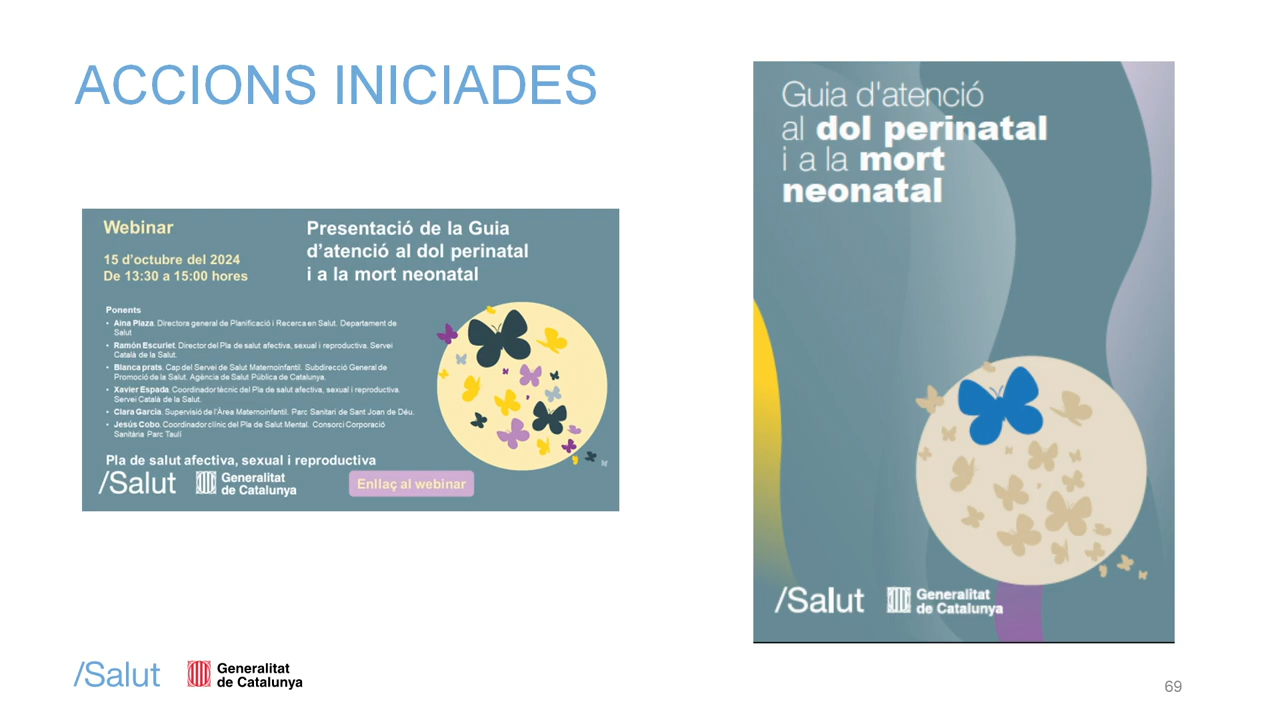 ACCIONS INICIADES
Webinar
15 d'octubre del 2024
De 13:30 a 15:00 hores
Presentació de la Guia
d'atenció al dol perinatal
i a la mort neonatal
Ponents
• Aina Plaza. Directora general de Planificació i Recerca en Salut. Departament de
Salut
• Ramón Escuriet. Director del Pla de salut afectiva, sexual i reproductiva. Servei
Català de la Salut.
• Blanca prats. Cap del Servei de Salut Maternoinfantil. Subdirecció General de
Promoció de la Salut. Agència de Salut Pública de Catalunya.
• Xavier Espada. Coordinador tècnic del Pla de salut afectiva, sexual i reproductiva.
Servei Català de la Salut.
• Clara Garcia. Supervisió de l'Àrea Maternoinfantil. Parc Sanitari de Sant Joan de Déu.
• Jesús Cobo. Coordinador clínic del Pla de Salut Mental. Consorci Corporació
Sanitària Parc Taulí
Pla de salut afectiva, sexual i reproductiva
/Salut
Generalitat
de Catalunya
Enllaç al webinar
Guia d'atenció
al dol perinatal
i a la mort
neonatal
/Salut
Generalitat
de Catalunya
/Salut
Generalitat
de Catalunya
69